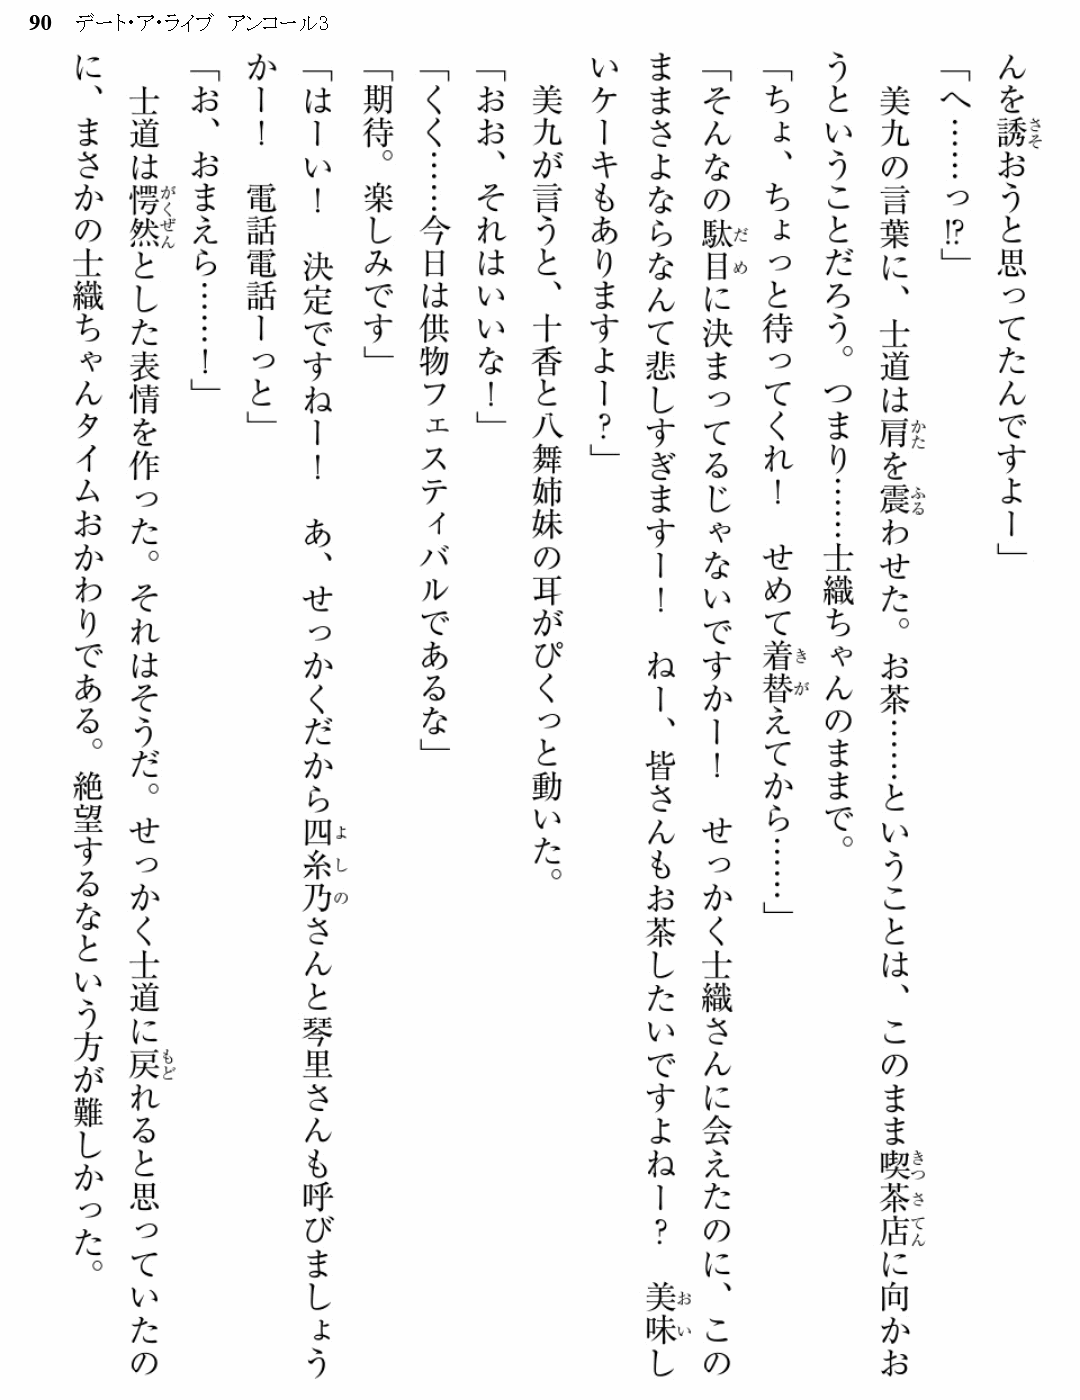 90 デート・ア・ライブ アンコール3
んを誘おうと思ってたんですよー」
「へ……っ!?」
　美九の言葉に、士道は肩を震わせた。お茶……ということは、このまま喫茶店に向かお
うということだろう。つまり……士織ちゃんのままで。
「ちょ、ちょっと待ってくれ！　せめて着替えてから……」
「そんなの駄目に決まってるじゃないですかー！　せっかく士織さんに会えたのに、この
ままさよならなんて悲しすぎますー！　ねー、皆さんもお茶したいですよねー？　美味し
いケーキもありますよー？」
　美九が言うと、十香と八舞姉妹の耳がぴくっと動いた。
「おお、それはいいな！」
「くく……今日は供物フェスティバルであるな」
「期待。楽しみです」
「はーい！　決定ですねー！　あ、せっかくだから四糸乃さんと琴里さんも呼びましょう
かー！　電話電話ーっと」
「お、おまえら……！」
　士道は愕然とした表情を作った。それはそうだ。せっかく士道に戻れると思っていたの
に、まさかの士織ちゃんタイムおかわりである。絶望するなという方が難しかった。